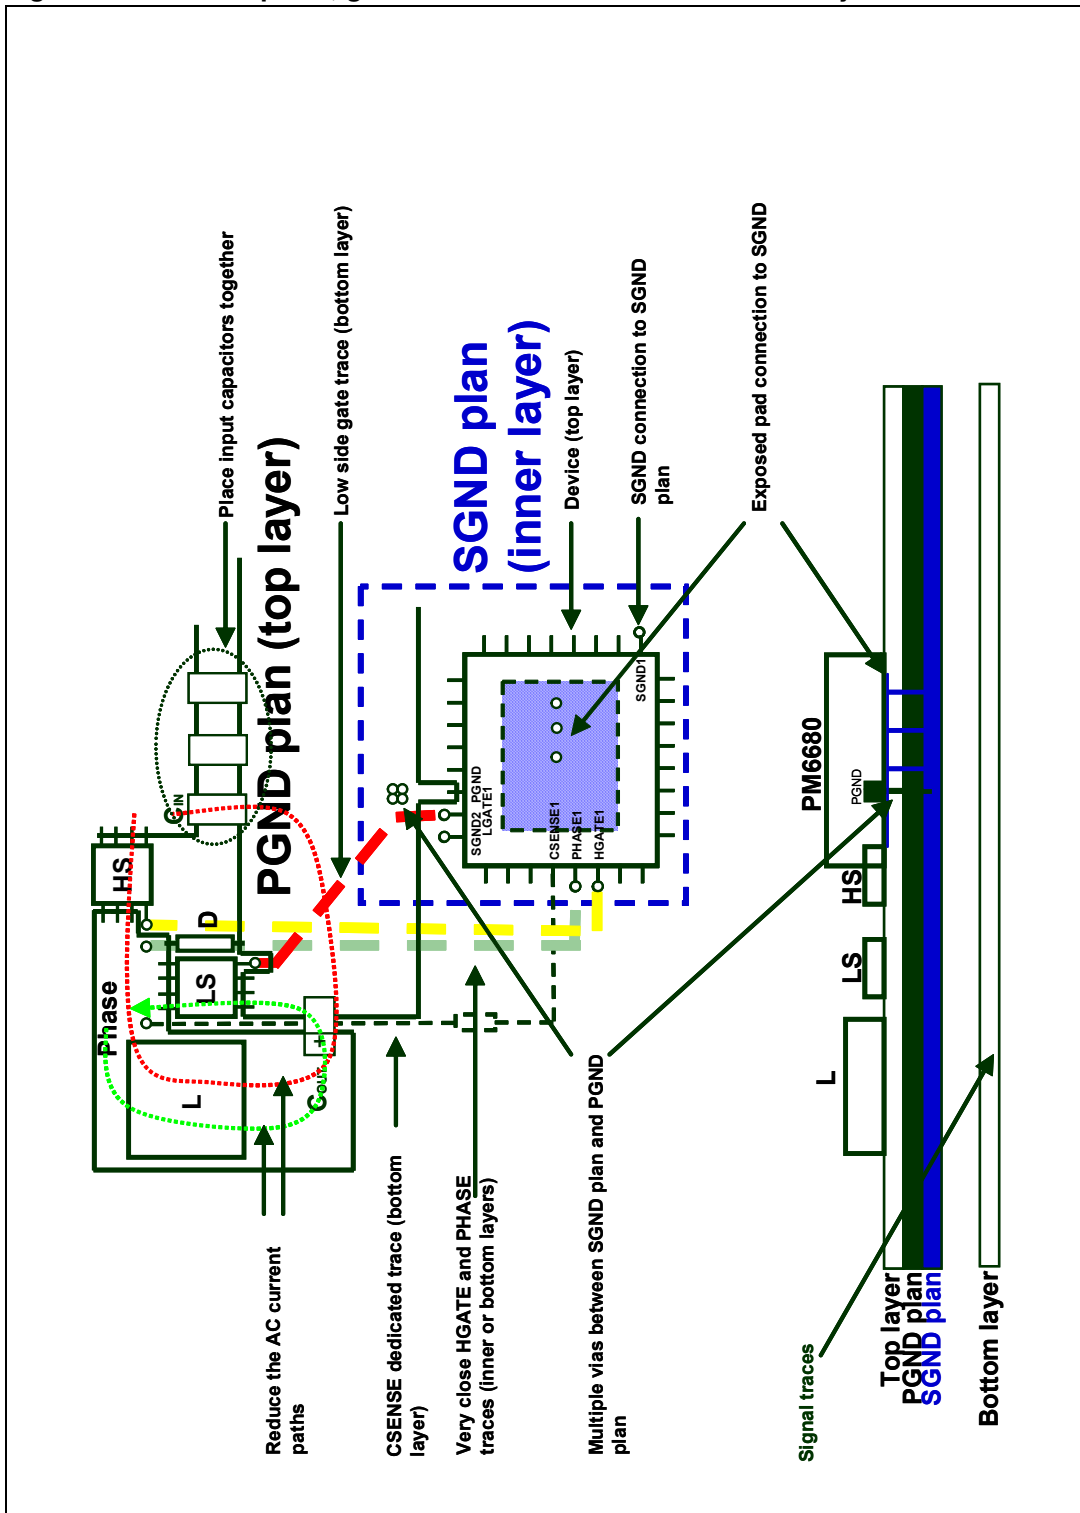 Place input capacitors together
PGND plan (top layer)
Low side gate trace (bottom layer)
SGND plan
(inner layer)
Device (top layer)
SGND connection to SGND
plan
Exposed pad connection to SGND
CIN
HS
D
LS
Phase
L
+
COUT
SGND2
PGND
LGATE1
CSENSE1
PHASE1
HGATE1
SGND1
Reduce the AC current
paths
CSENSE dedicated trace (bottom
layer)
Very close HGATE and PHASE
traces (inner or bottom layers)
Multiple vias between SGND plan and PGND
plan
Signal traces
PM6680
PGND
HS
LS
L
Top layer
PGND plan
SGND plan
Bottom layer